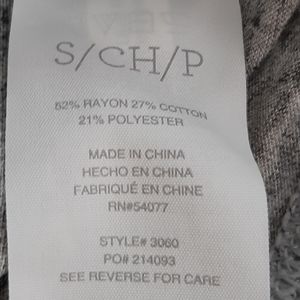 S/CH/P
52% RAYON 27% COTTON
21% POLYESTER
MADE IN CHINA
HECHO EN CHINA
FABRIQUÉ EN CHINE
RN#54077
STYLE# 3060
PO# 214093
SEE REVERSE FOR CARE